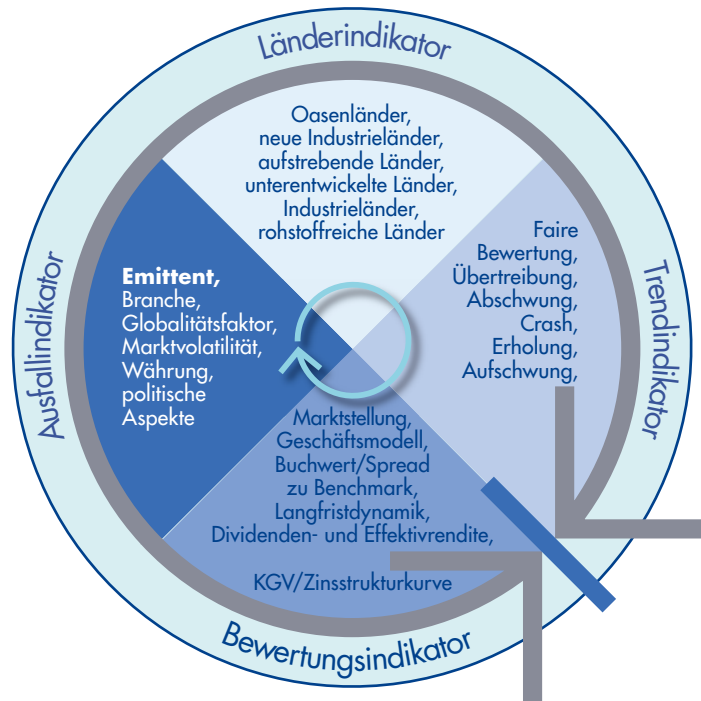 Länderindikator
Oasenländer,
neue Industrieländer,
aufstrebende Länder,
unterentwickelte Länder,
Industrieländer,
rohstoffreiche Länder
Trendindikator
Faire
Bewertung,
Übertreibung,
Abschwung,
Crash,
Erholung,
Aufschwung,
Bewertungsindikator
Marktstellung,
Geschäftsmodell,
Buchwert/Spread
zu Benchmark,
Langfristdynamik,
Dividenden- und Effektivrendite,
KGV/Zinsstrukturkurve
Ausfallindikator
Emittent,
Branche,
Globalitätsfaktor,
Marktvolatilität,
Währung,
politische
Aspekte